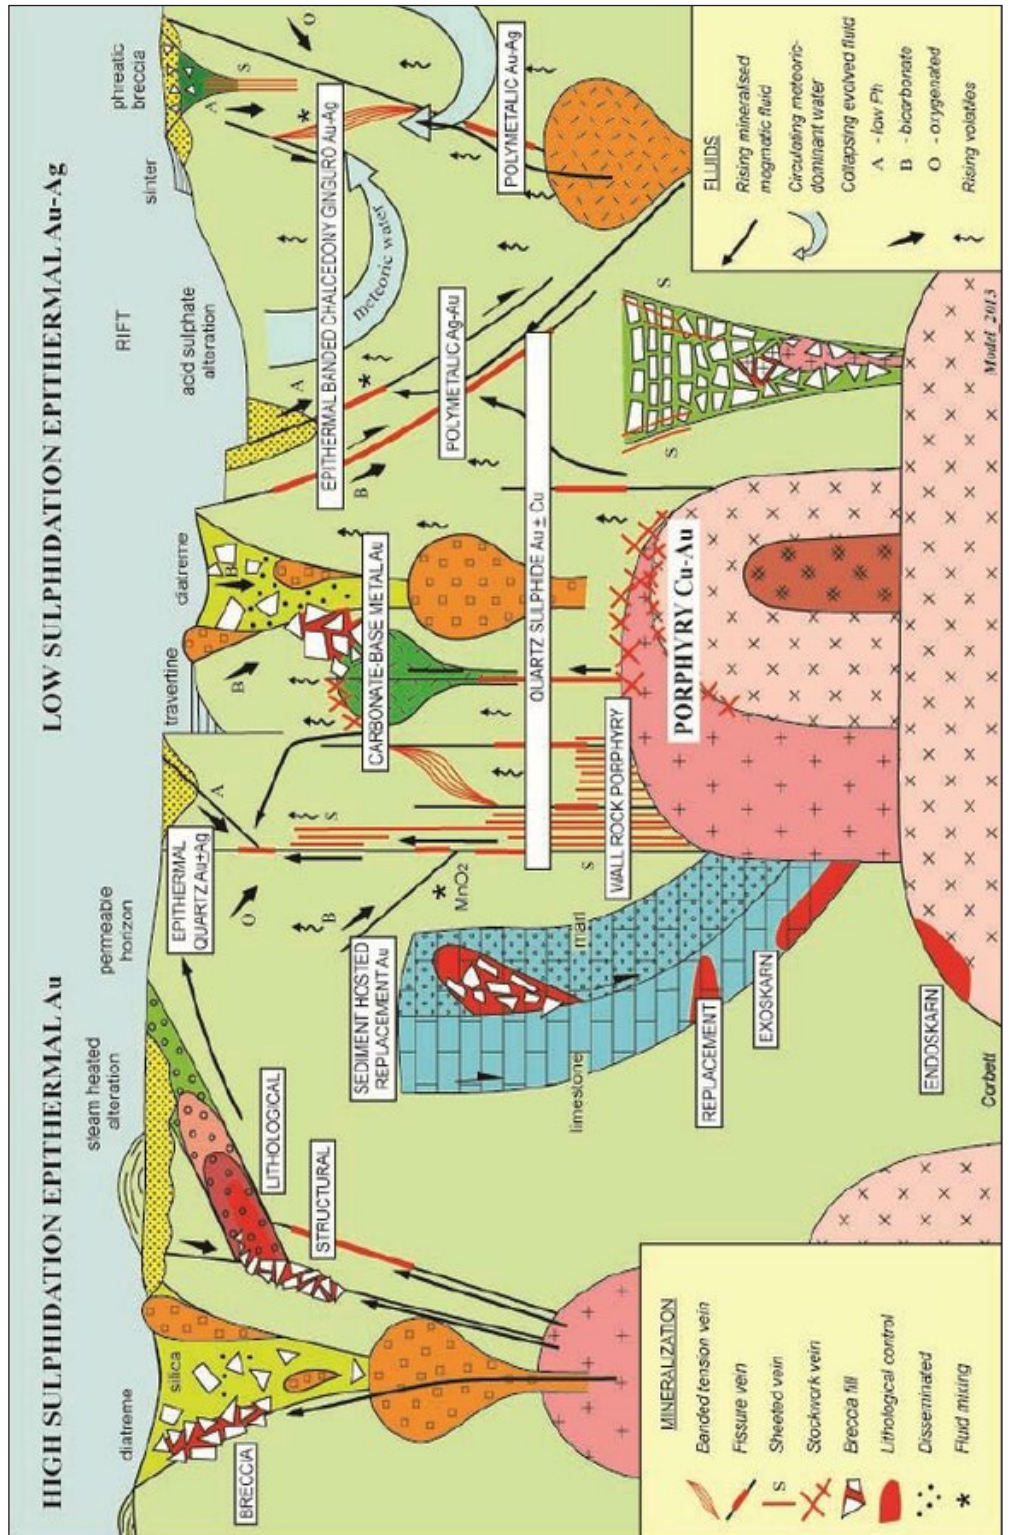 HIGH SULPHIDATION EPITHERMAL Au
LOW SULPHIDATION EPITHERMAL Au-Ag
diatreme
steam heated
alteration
permeable
horizon
travertine
diatreme
RIFT
acid sulphate
alteration
sinter
phreatic
breccia
silica
BRECCIA
STRUCTURAL
LITHOLOGICAL
EPITHERMAL
QUARTZ Au±Ag
O
B
A
S
B
B
B
A
A
S
O
*
*
EPITHERMAL BANDED CHALCEDONY GINGURO Au-Ag
meteoric water
POLYMETALIC Au-Ag
POLYMETALIC Ag-Au
CARBONATE-BASE METAL Au
QUARTZ SULPHIDE Au ± Cu
* MnO2
S
SEDIMENT HOSTED
REPLACEMENT Au
marl
limestone
WALL ROCK PORPHYRY
PORPHYRY Cu-Au
S
S
REPLACEMENT
EXOSKARN
ENDOSKARN
Corbett
Model_2013
MINERALIZATION
Banded tension vein
Fissure vein
S Sheeted vein
Stockwork vein
Breccia fill
Lithological control
Disseminated
* Fluid mixing
FLUIDS
Rising mineralised
magmatic fluid
Circulating meteoric-
dominant water
Collapsing evolved fluid
A - low Ph
B - bicarbonate
O - oxygenated
Rising volatiles